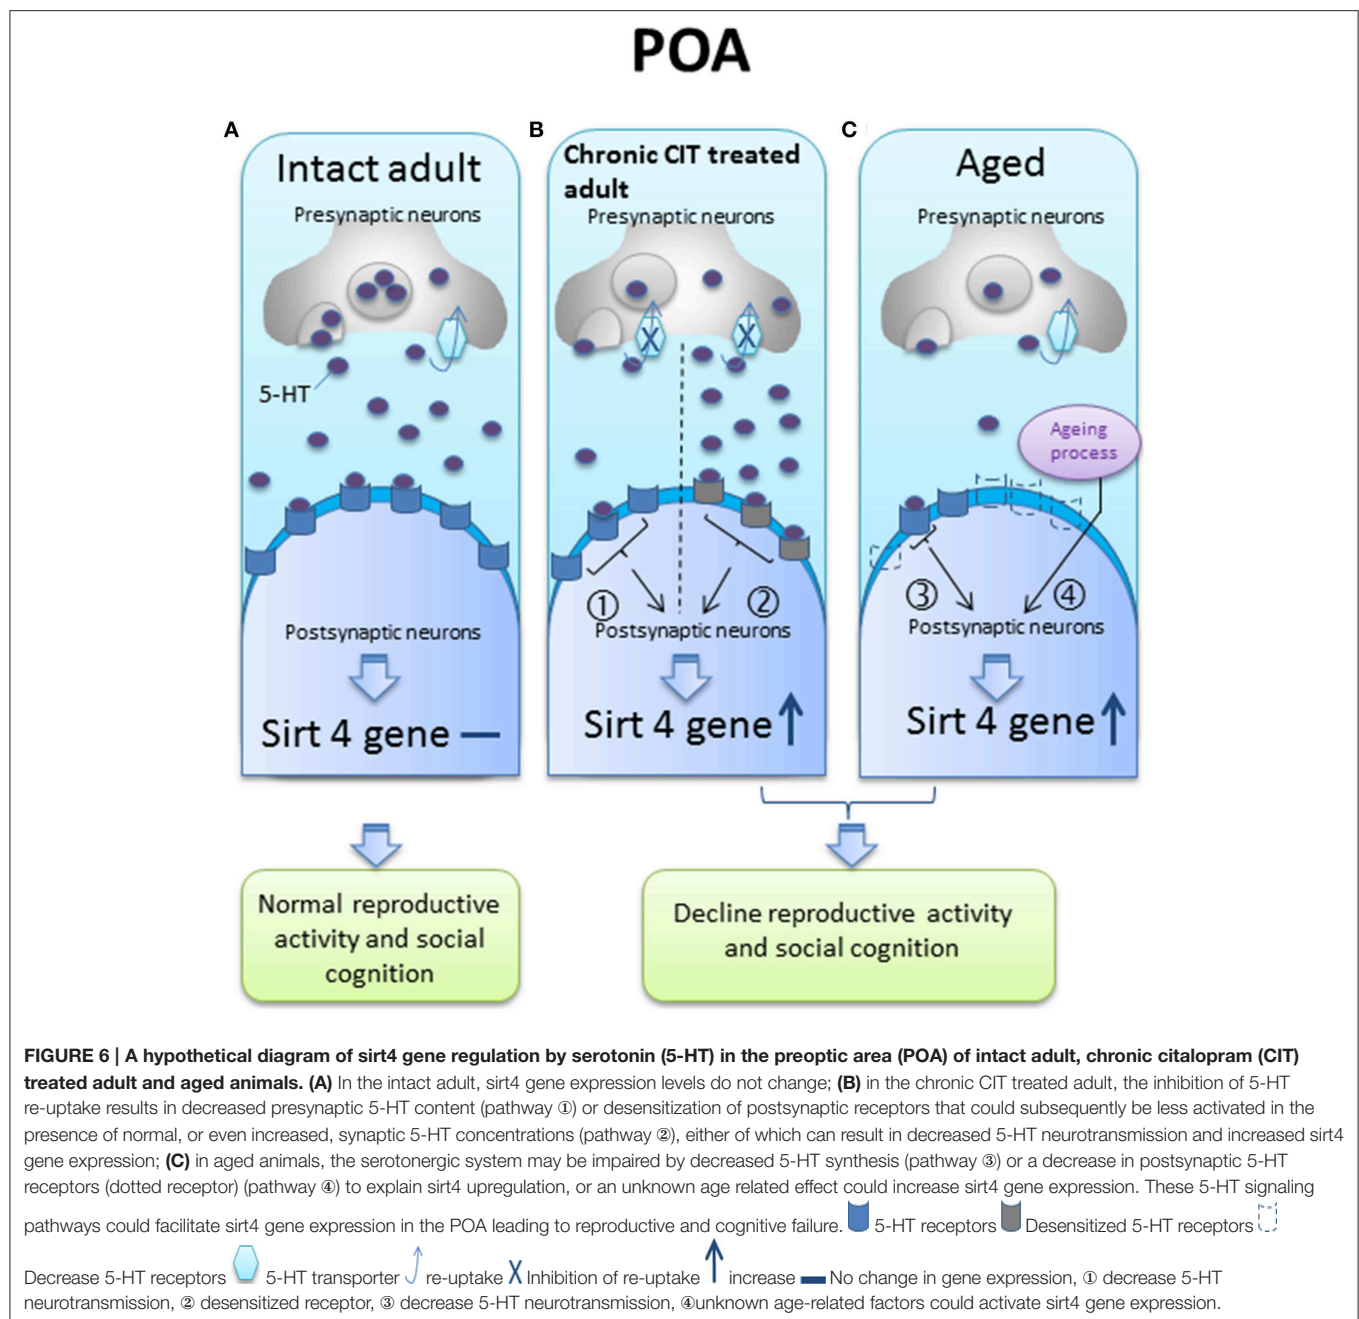 POA
A
Intact adult
Presynaptic neurons
5-HT
Postsynaptic neurons
Sirt 4 gene
B
Chronic CIT treated
adult
Presynaptic neurons
①
②
Postsynaptic neurons
Sirt 4 gene
C
Aged
Presynaptic neurons
Ageing
process
③
④
Postsynaptic neurons
Sirt 4 gene
Normal reproductive
activity and social
cognition
Decline reproductive activity
and social cognition
FIGURE 6 | A hypothetical diagram of sirt4 gene regulation by serotonin (5-HT) in the preoptic area (POA) of intact adult, chronic citalopram (CIT)
treated adult and aged animals. (A) In the intact adult, sirt4 gene expression levels do not change; (B) in the chronic CIT treated adult, the inhibition of 5-HT
re-uptake results in decreased presynaptic 5-HT content (pathway ①) or desensitization of postsynaptic receptors that could subsequently be less activated in the
presence of normal, or even increased, synaptic 5-HT concentrations (pathway ②), either of which can result in decreased 5-HT neurotransmission and increased sirt4
gene expression; (C) in aged animals, the serotonergic system may be impaired by decreased 5-HT synthesis (pathway ③) or a decrease in postsynaptic 5-HT
receptors (dotted receptor) (pathway ④) to explain sirt4 upregulation, or an unknown age related effect could increase sirt4 gene expression. These 5-HT signaling
pathways could facilitate sirt4 gene expression in the POA leading to reproductive and cognitive failure. 5-HT receptors Desensitized 5-HT receptors
Decrease 5-HT receptors 5-HT transporter re-uptake X Inhibition of re-uptake increase No change in gene expression, ① decrease 5-HT
neurotransmission, ② desensitized receptor, ③ decrease 5-HT neurotransmission, ④unknown age-related factors could activate sirt4 gene expression.